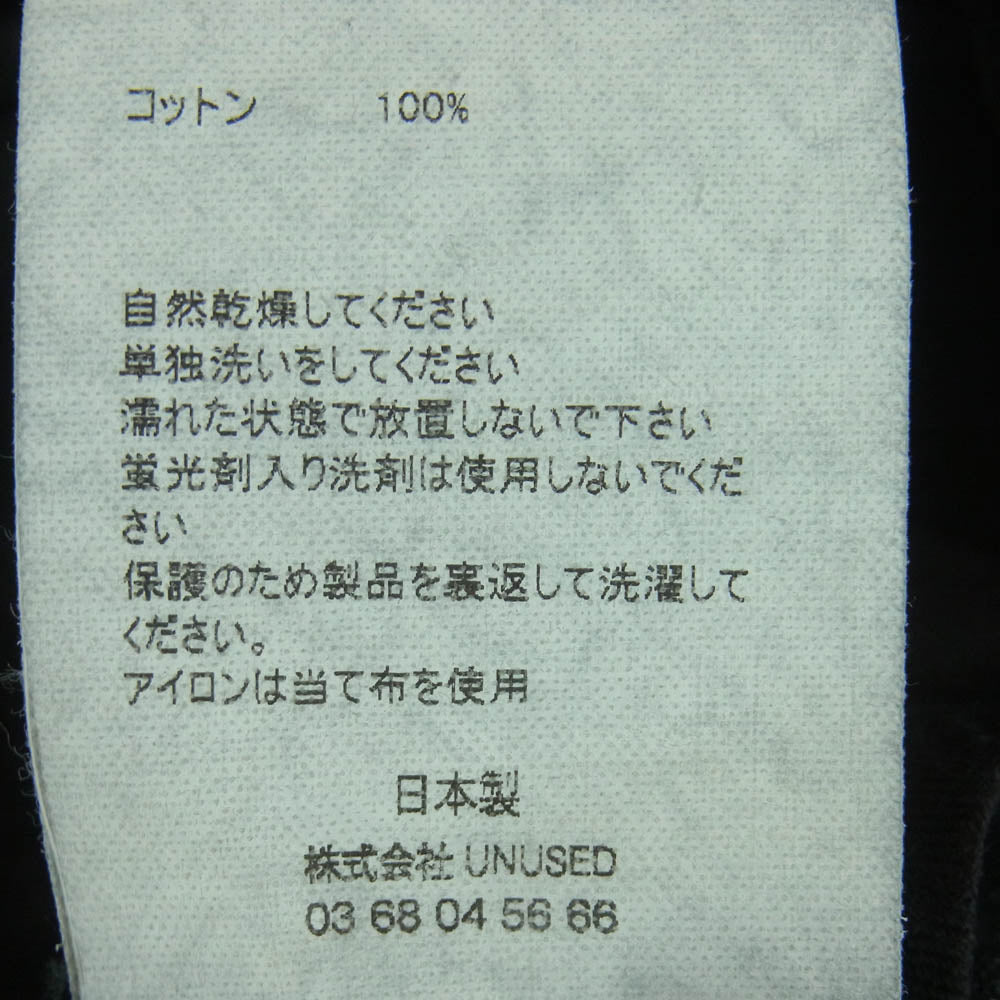 コットン 100%
自然乾燥してください
単独洗いをしてください
濡れた状態で放置しないで下さい
蛍光剤入り洗剤は使用しないでくだ
さい
保護のため製品を裏返して洗濯して
ください。
アイロンは当て布を使用
日本製
株式会社 UNUSED
03 68 04 56 66